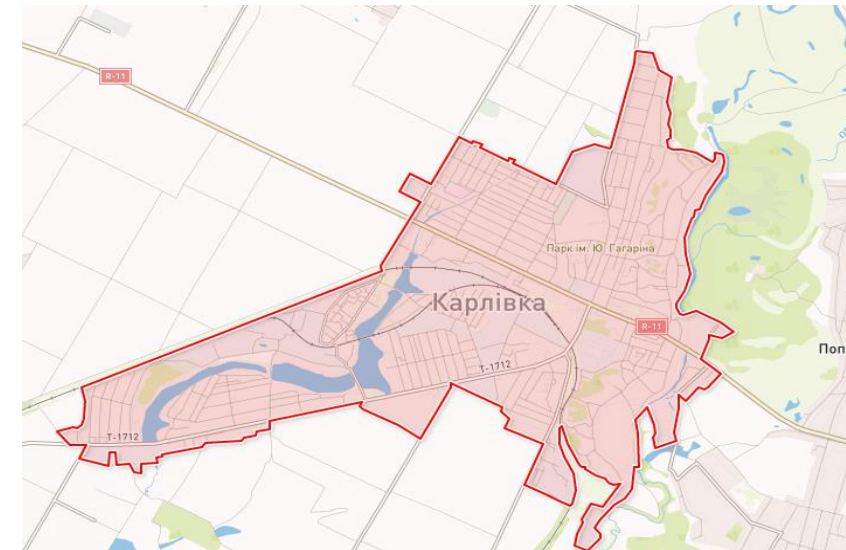 R-11
Парк ім. Ю. Гагаріна
Карлівка
R-11
Поп
T-1712
T-1712